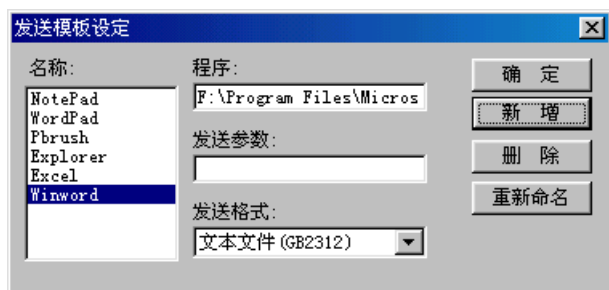 发送模板设定
名称:
NotePad
WordPad
Pbrush
Explorer
Excel
Winword
程序:
F:\Program Files\Micros
发送参数:
发送格式:
文本文件(GB2312)
确 定
新 增
删 除
重新命名